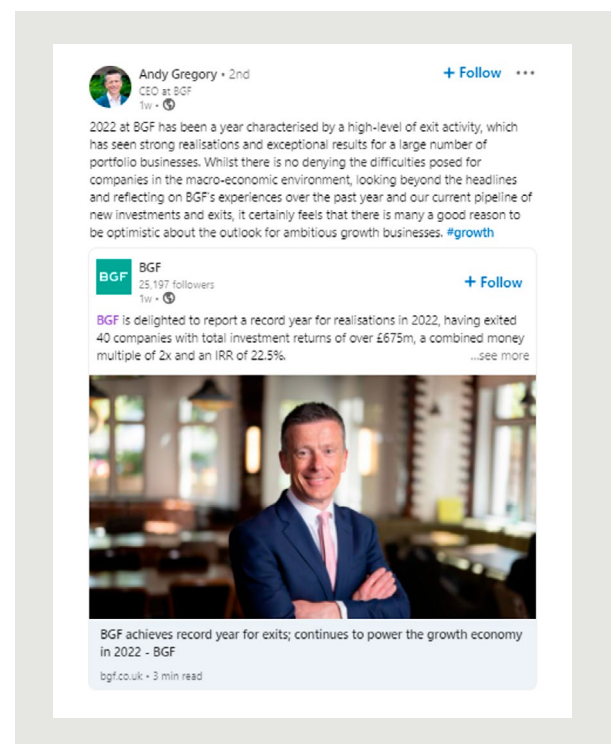 Andy Gregory • 2nd
+ Follow ...
CEO at BGF
1w •
2022 at BGF has been a year characterised by a high-level of exit activity, which
has seen strong realisations and exceptional results for a large number of
portfolio businesses. Whilst there is no denying the difficulties posed for
companies in the macro-economic environment, looking beyond the headlines
and reflecting on BGF's experiences over the past year and our current pipeline of
new investments and exits, it certainly feels that there is many a good reason to
be optimistic about the outlook for ambitious growth businesses. #growth
BGF
BGF
25,197 followers
+ Follow
1w •
BGF is delighted to report a record year for realisations in 2022, having exited
40 companies with total investment returns of over £675m, a combined money
multiple of 2x and an IRR of 22.5%.
...see more
BGF achieves record year for exits; continues to power the growth economy
in 2022 - BGF
bgf.co.uk • 3 min read